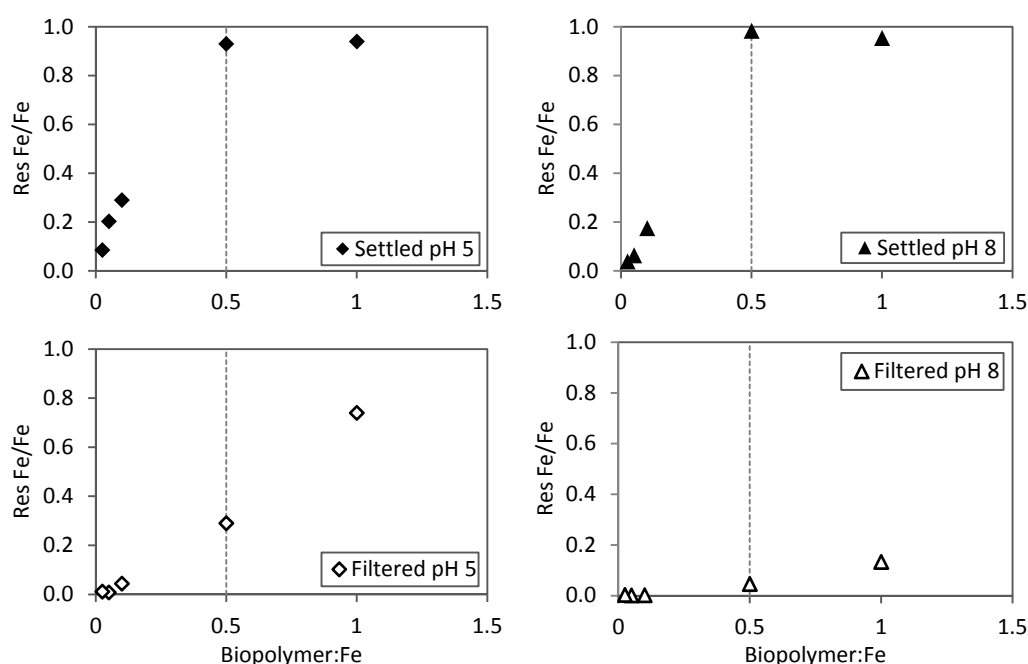 1.0
0.8
0.6
0.4
0.2
0.0
Res Fe/Fe
Settled pH 5
0 0.5 1 1.5
1.0
0.8
0.6
0.4
0.2
0.0
Res Fe/Fe
Settled pH 8
0 0.5 1 1.5
1.0
0.8
0.6
0.4
0.2
0.0
Res Fe/Fe
Filtered pH 5
0 0.5 1 1.5
Biopolymer:Fe
1.0
0.8
0.6
0.4
0.2
0.0
Res Fe/Fe
Filtered pH 8
0 0.5 1 1.5
Biopolymer:Fe